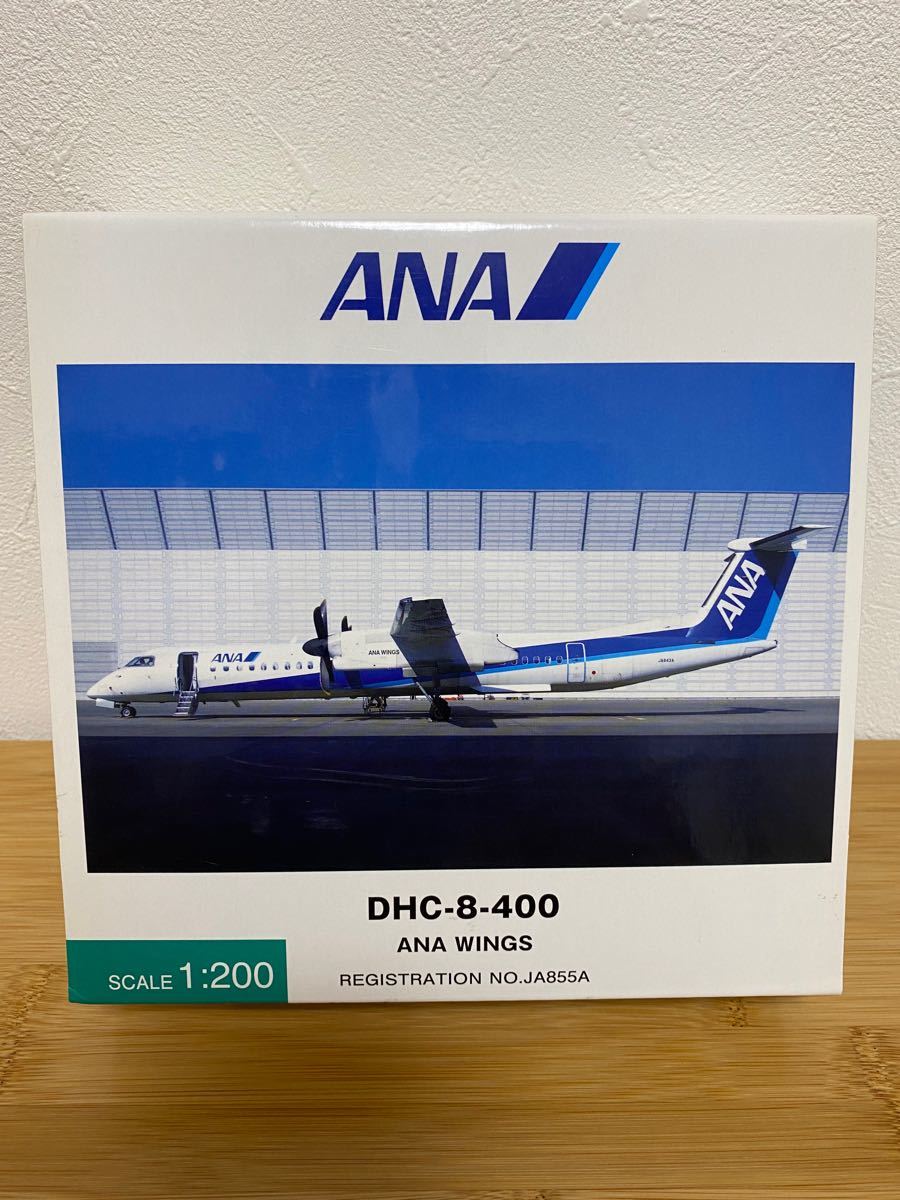 ANA
ANA
ANA WINGS
ANA
DHC-8-400
ANA WINGS
SCALE 1:200
REGISTRATION NO.JA855A